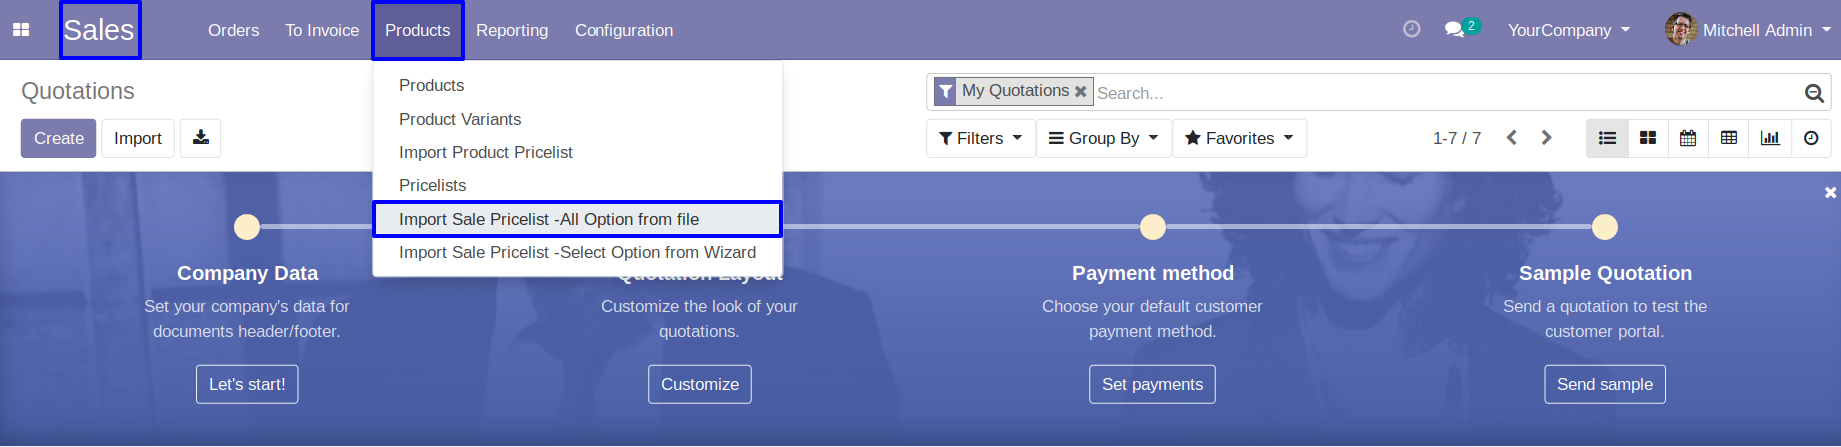 Sales
Orders To Invoice Products Reporting Configuration
2 YourCompany Mitchell Admin
Quotations
Create Import
Products
Product Variants
Import Product Pricelist
Pricelists
Import Sale Pricelist -All Option from file
Import Sale Pricelist -Select Option from Wizard
My Quotations Search...
Filters Group By Favorites 1-7 / 7
Company Data
Set your company's data for
documents header/footer.
Let's start!
Quotation Layout
Customize the look of your
quotations.
Customize
Payment method
Choose your default customer
payment method.
Set payments
Sample Quotation
Send a quotation to test the
customer portal.
Send sample